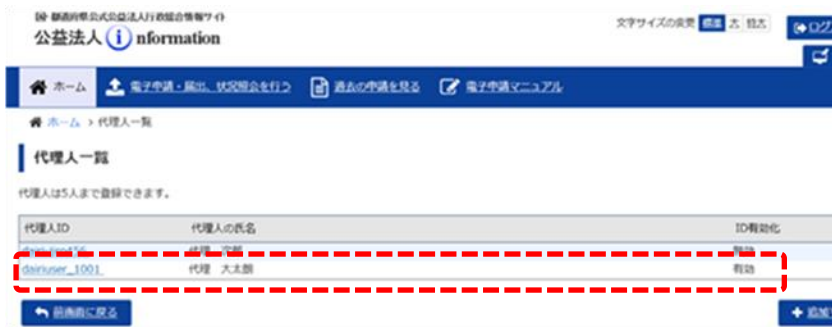 国・都道府県公式公益法人行政総合情報サイト
公益法人 information
文字サイズの変更 標準 大 特大
ログ
ホーム
電子申請・届出、状況照会を行う
過去の申請を見る
電子申請マニュアル
ホーム > 代理人一覧
代理人一覧
代理人は5人まで登録できます。
代理人ID 代理人の氏名 ID有効化
代理 次郎
dairiuser_1001 代理 大太朗 有効
前画面に戻る
追加